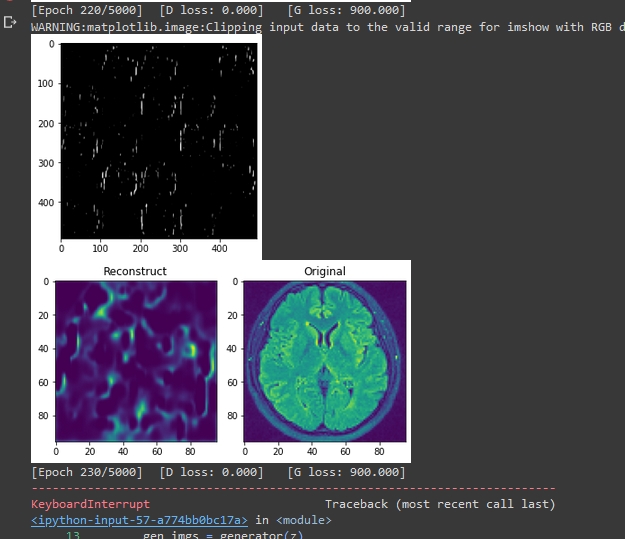 [Epoch 220/5000] [D loss: 0.000] [G loss: 900.000]
WARNING:matplotlib.image:Clipping input data to the valid range for imshow with RGB d
0
100
200
300
400
0 100 200 300 400
Reconstruct Original
0 0
20 20
40 40
60 60
80 80
0 20 40 60 80 0 20 40 60 80
[Epoch 230/5000] [D loss: 0.000] [G loss: 900.000]
---------------------------------------------------------------------------
KeyboardInterrupt Traceback (most recent call last)
<ipython-input-57-a774bb0bc17a> in <module>
13 gen_imgs = generator(z)